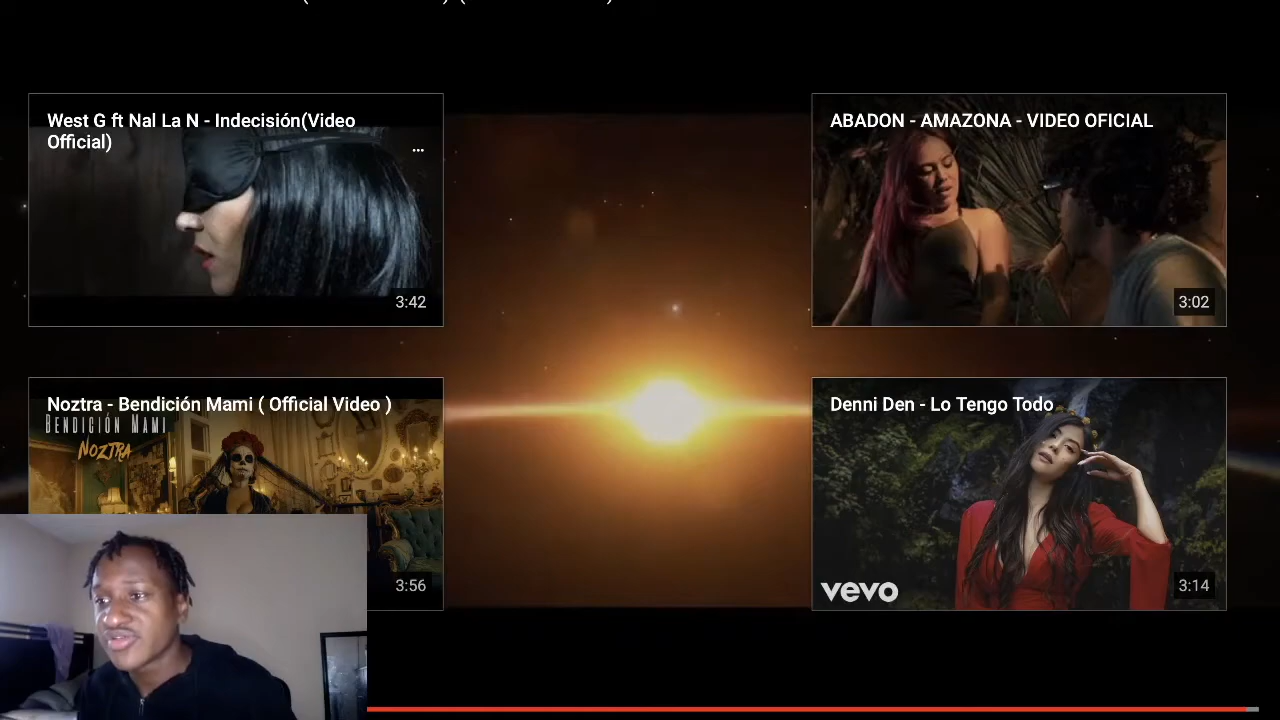 West G ft Nal La N - Indecisión(Video
Official)
3:42
ABADON - AMAZONA - VIDEO OFICIAL
3:02
Noztra - Bendición Mami ( Official Video )
BENDICIÓN MAMI
NOZTRA
3:56
Denni Den - Lo Tengo Todo
vevo
3:14